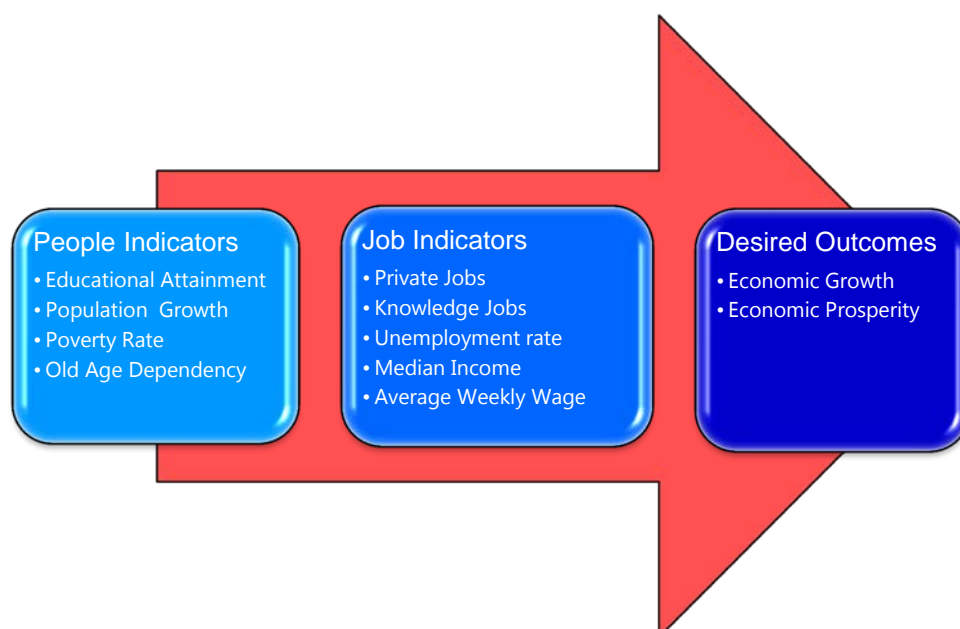 People Indicators
• Educational Attainment
• Population Growth
• Poverty Rate
• Old Age Dependency
Job Indicators
• Private Jobs
• Knowledge Jobs
• Unemployment rate
• Median Income
• Average Weekly Wage
Desired Outcomes
• Economic Growth
• Economic Prosperity